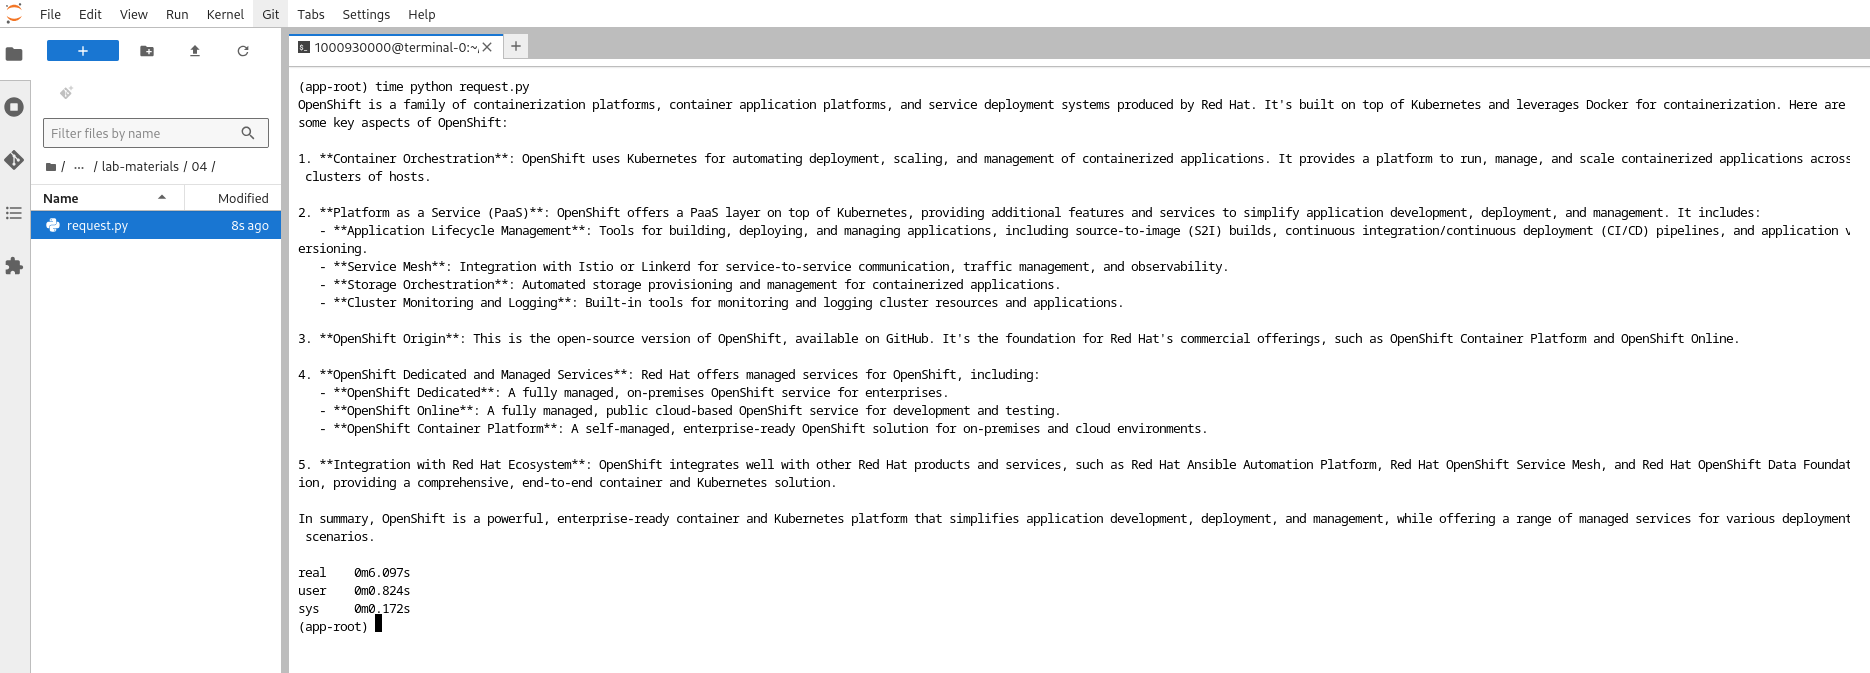 File Edit View Run Kernel Git Tabs Settings Help
1000930000@terminal-0:~,
Filter files by name
/ ... / lab-materials / 04 /
Name Modified
request.py 8s ago
(app-root) time python request.py
OpenShift is a family of containerization platforms, container application platforms, and service deployment systems produced by Red Hat. It's built on top of Kubernetes and leverages Docker for containerization. Here are
some key aspects of OpenShift:
1. **Container Orchestration**: OpenShift uses Kubernetes for automating deployment, scaling, and management of containerized applications. It provides a platform to run, manage, and scale containerized applications across
clusters of hosts.
2. **Platform as a Service (PaaS)**: OpenShift offers a PaaS layer on top of Kubernetes, providing additional features and services to simplify application development, deployment, and management. It includes:
- **Application Lifecycle Management**: Tools for building, deploying, and managing applications, including source-to-image (S2I) builds, continuous integration/continuous deployment (CI/CD) pipelines, and application v
ersioning.
- **Service Mesh**: Integration with Istio or Linkerd for service-to-service communication, traffic management, and observability.
- **Storage Orchestration**: Automated storage provisioning and management for containerized applications.
- **Cluster Monitoring and Logging**: Built-in tools for monitoring and logging cluster resources and applications.
3. **OpenShift Origin**: This is the open-source version of OpenShift, available on GitHub. It's the foundation for Red Hat's commercial offerings, such as OpenShift Container Platform and OpenShift Online.
4. **OpenShift Dedicated and Managed Services**: Red Hat offers managed services for OpenShift, including:
- **OpenShift Dedicated**: A fully managed, on-premises OpenShift service for enterprises.
- **OpenShift Online**: A fully managed, public cloud-based OpenShift service for development and testing.
- **OpenShift Container Platform**: A self-managed, enterprise-ready OpenShift solution for on-premises and cloud environments.
5. **Integration with Red Hat Ecosystem**: OpenShift integrates well with other Red Hat products and services, such as Red Hat Ansible Automation Platform, Red Hat OpenShift Service Mesh, and Red Hat OpenShift Data Foundat
ion, providing a comprehensive, end-to-end container and Kubernetes solution.
In summary, OpenShift is a powerful, enterprise-ready container and Kubernetes platform that simplifies application development, deployment, and management, while offering a range of managed services for various deployment
scenarios.
real 0m6.097s
user 0m0.824s
sys 0m0.172s
(app-root)